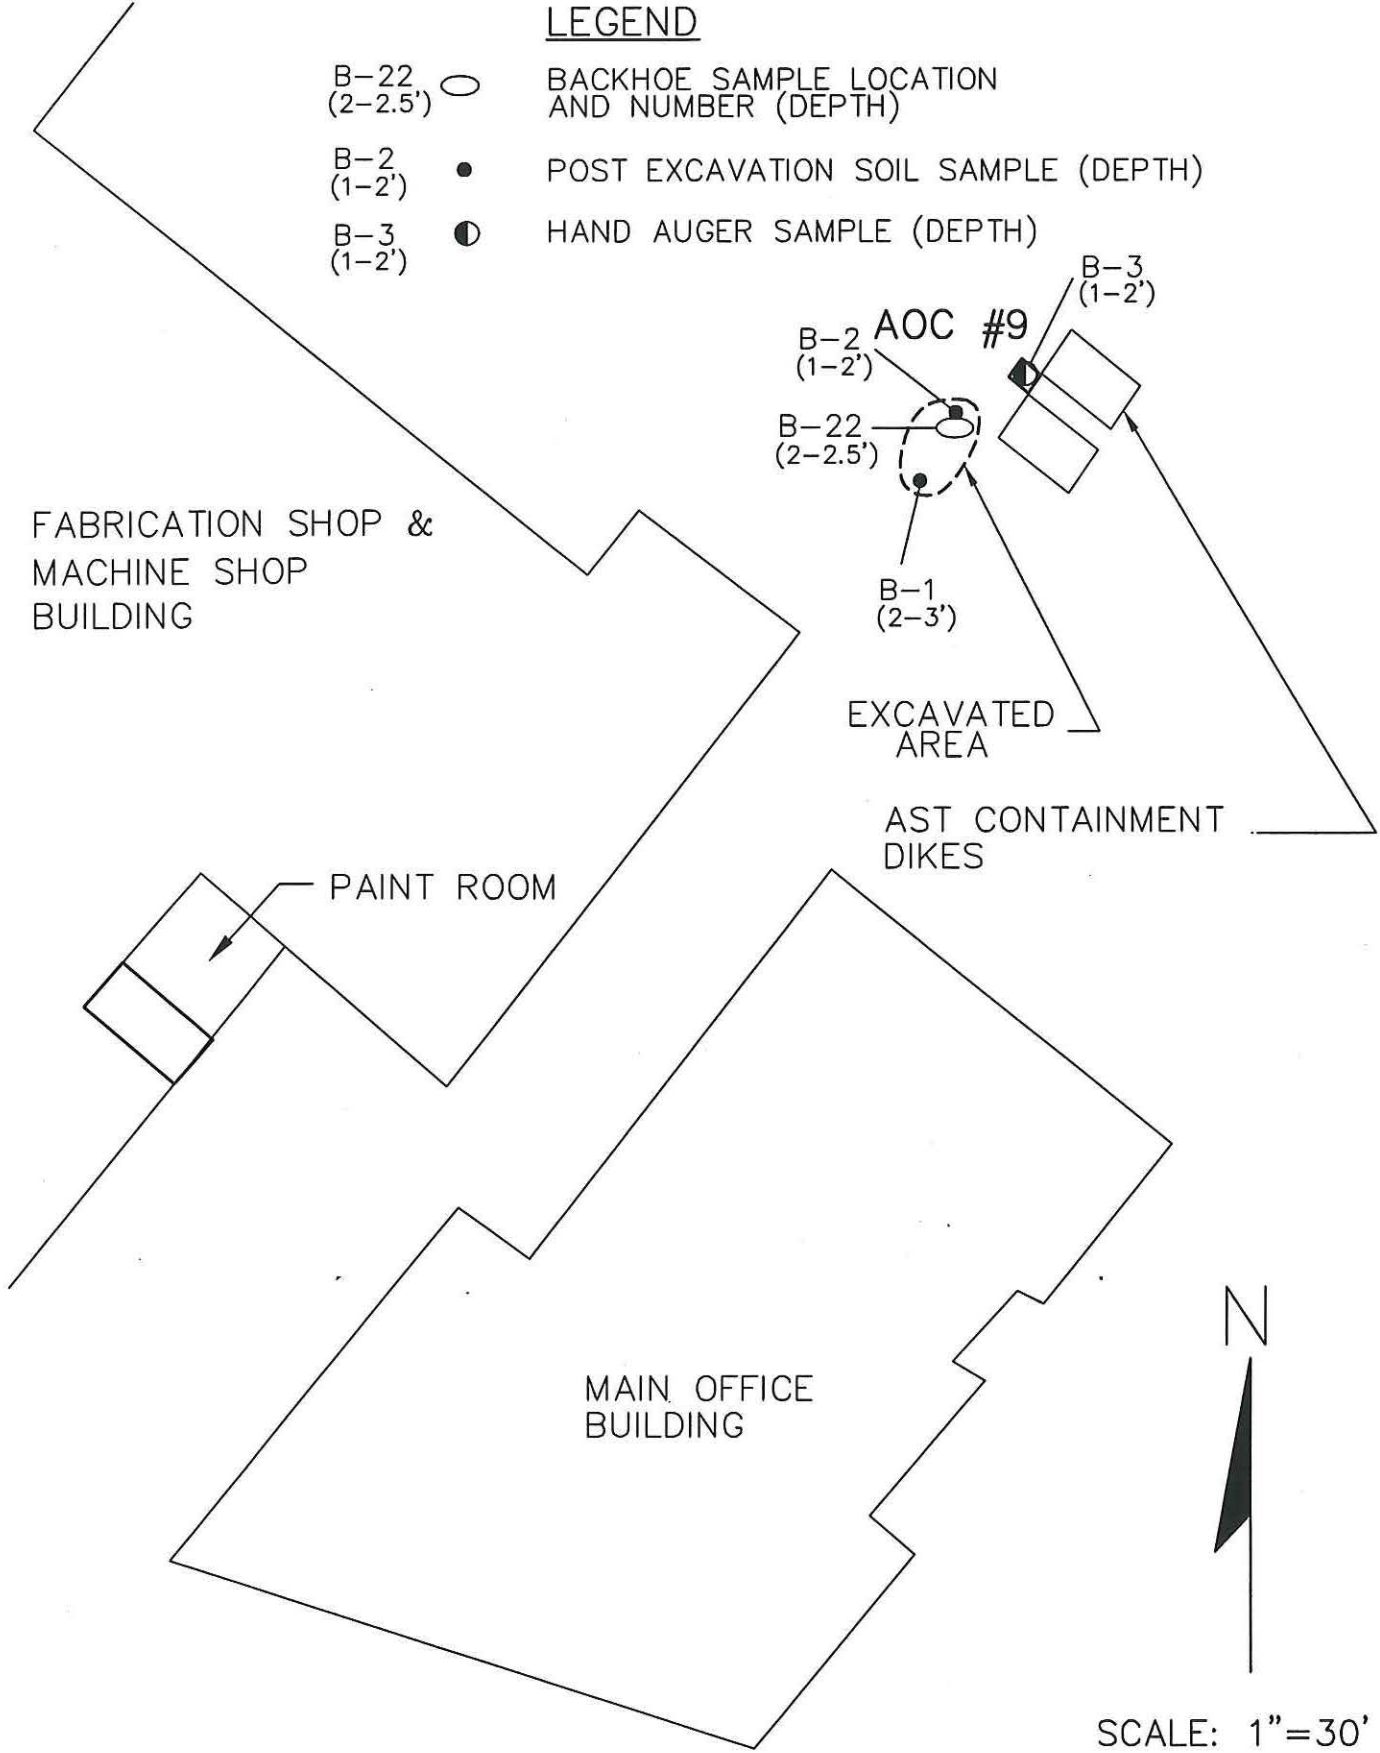 LEGEND
B-22
(2-2.5')
BACKHOE SAMPLE LOCATION
AND NUMBER (DEPTH)
B-2
(1-2')
POST EXCAVATION SOIL SAMPLE (DEPTH)
B-3
(1-2')
HAND AUGER SAMPLE (DEPTH)
B-3
(1-2')
AOC #9
B-2
(1-2')
B-22
(2-2.5')
B-1
(2-3')
FABRICATION SHOP &
MACHINE SHOP
BUILDING
EXCAVATED
AREA
AST CONTAINMENT
DIKES
PAINT ROOM
MAIN OFFICE
BUILDING
N
SCALE: 1"=30'